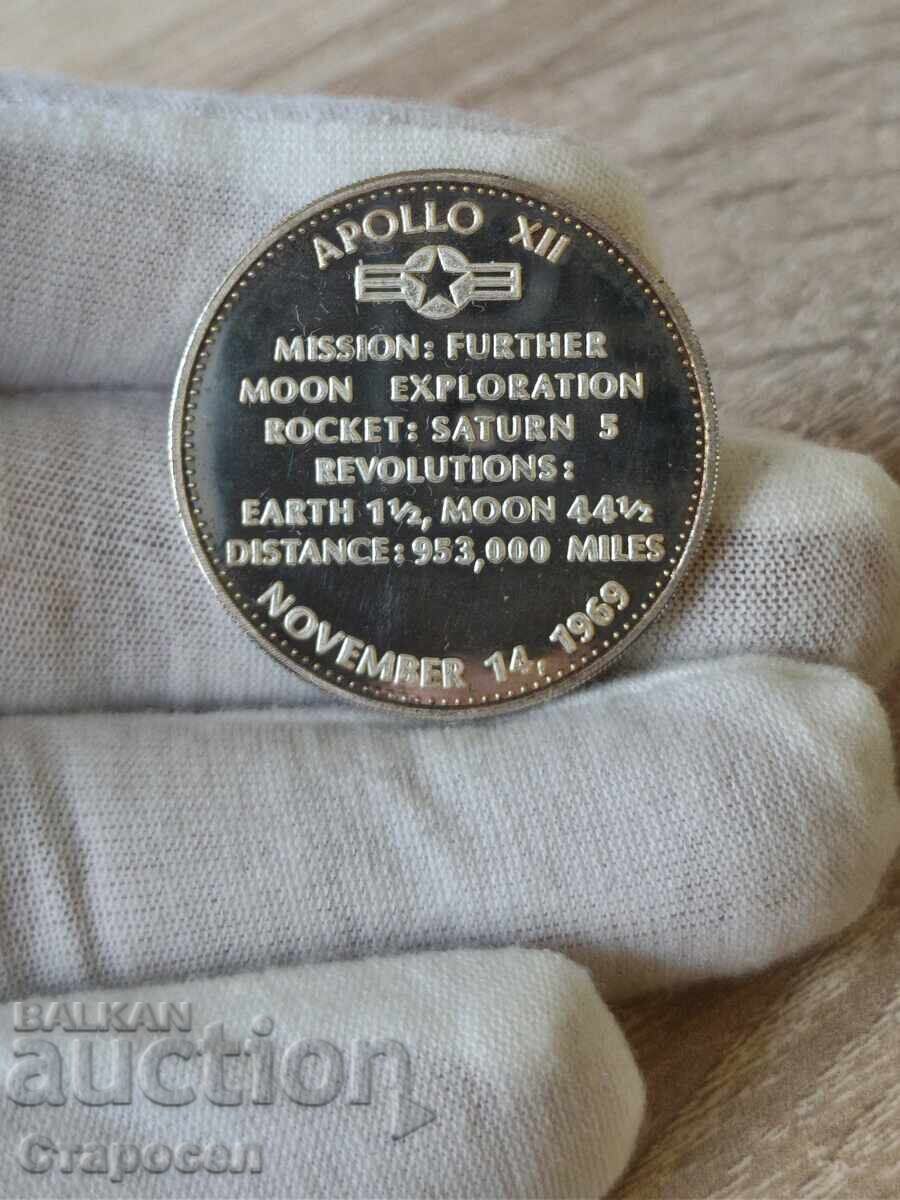 APOLLO XII
MISSION: FURTHER
MOON EXPLORATION
ROCKET: SATURN 5
REVOLUTIONS:
EARTH 1½, MOON 44½
DISTANCE: 953,000 MILES
NOVEMBER 14, 1969
BALKAN
auction
Старосел